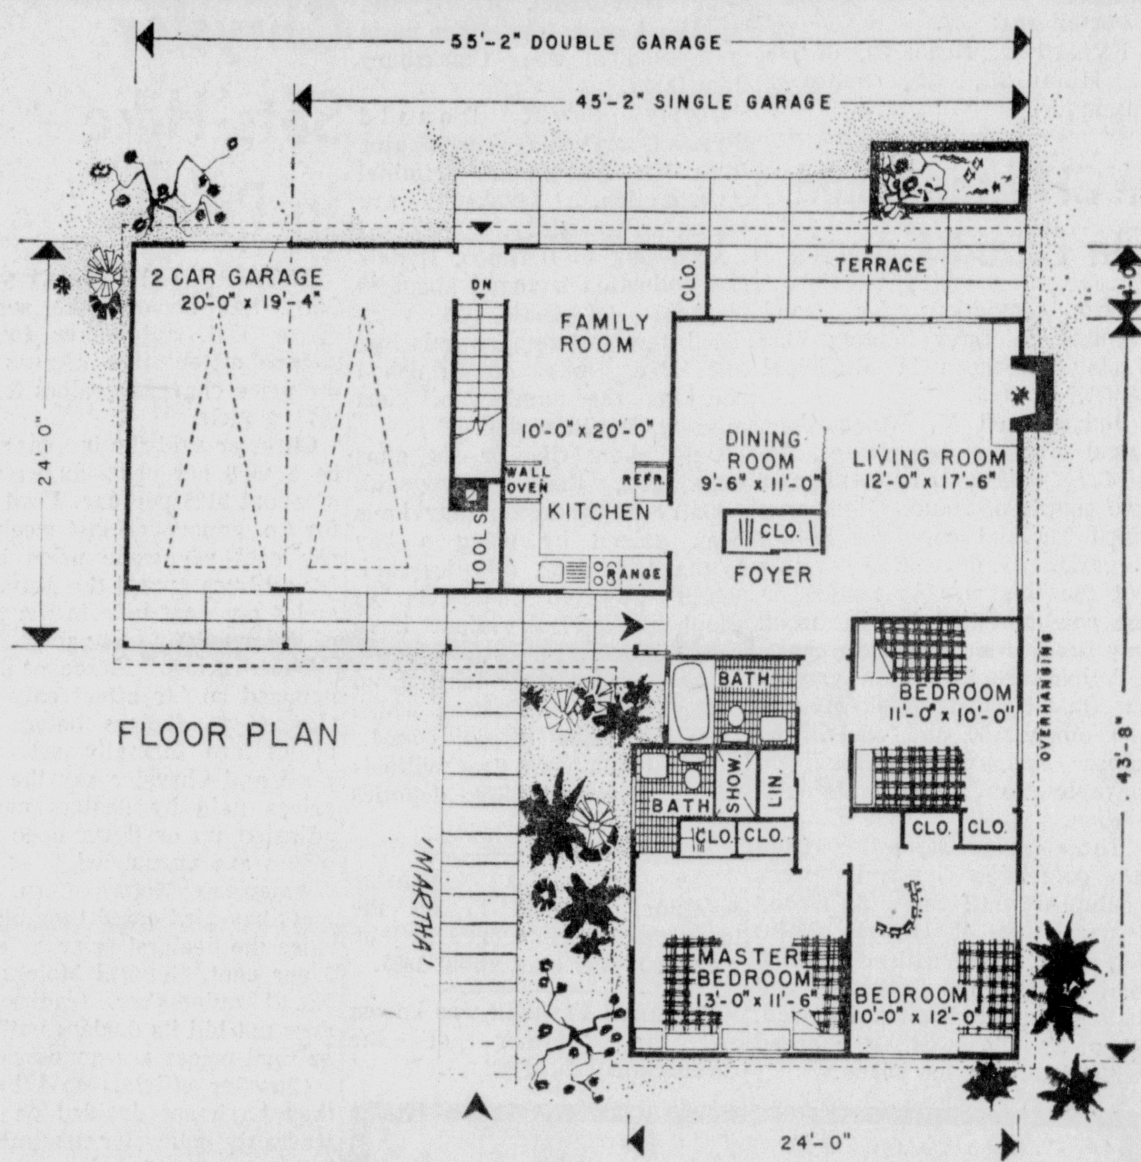 55'-2" DOUBLE GARAGE
45'-2" SINGLE GARAGE
2 CAR GARAGE
20'-0" x 19'-4"
DN
CLO.
TERRACE
4'-0"
FAMILY
ROOM
10'-0" x 20'-0"
24'-0"
WALL
OVEN
REFR.
DINING
ROOM
9'-6" x 11'-0"
LIVING ROOM
12'-0" x 17'-6"
KITCHEN
TOOLS
CLO.
RANGE
FOYER
BATH
BEDROOM
11'-0" x 10'-0"
OVERHANGING
FLOOR PLAN
43'-8"
BATH
SHOW.
LIN.
CLO.
CLO.
CLO.
CLO.
'MARTHA'
MASTER
BEDROOM
13'-0" x 11'-6"
BEDROOM
10'-0" x 12'-0"
24'-0"